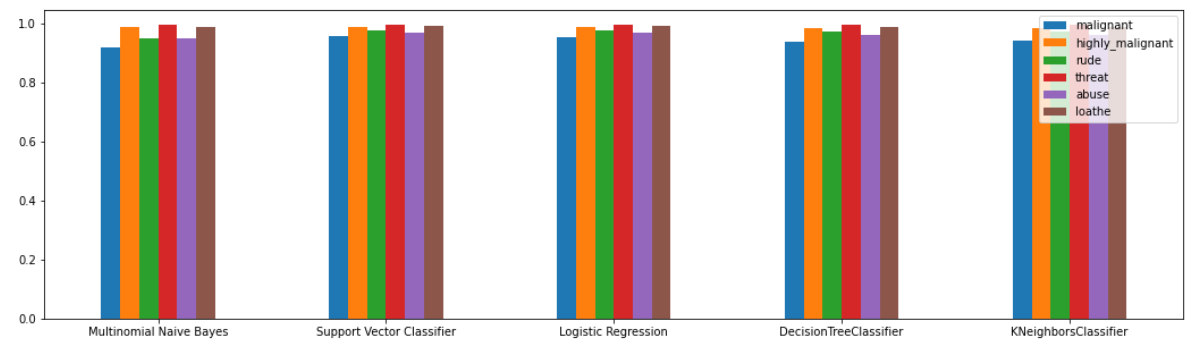 1.0
0.8
0.6
0.4
0.2
0.0
malignant
highly_malignant
rude
threat
abuse
loathe
Multinomial Naive Bayes Support Vector Classifier Logistic Regression DecisionTreeClassifier KNeighborsClassifier